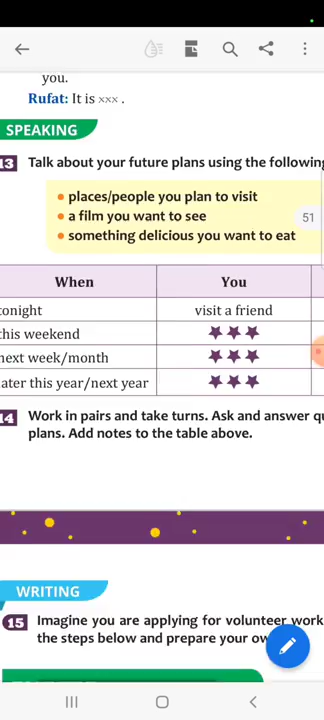 you.
Rufat: It is xxx .
SPEAKING
13 Talk about your future plans using the following
places/people you plan to visit
a film you want to see
51
something delicious you want to eat
When You
tonight visit a friend
this weekend
next week/month
later this year/next year
14 Work in pairs and take turns. Ask and answer
plans. Add notes to the table above.
WRITING
15 Imagine you are applying for volunteer work
the steps below and prepare your